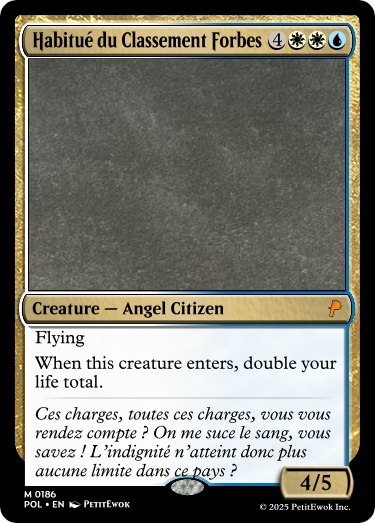 Habitué du Classement Forbes 4
Creature — Angel Citizen
Flying
When this creature enters, double your
life total.
Ces charges, toutes ces charges, vous vous
rendez compte ? On me suce le sang, vous
savez ! L'indignité n'atteint donc plus
aucune limite dans ce pays ?
4/5
M 0186
POL • EN PetitEwok
© 2025 PetitEwok Inc.